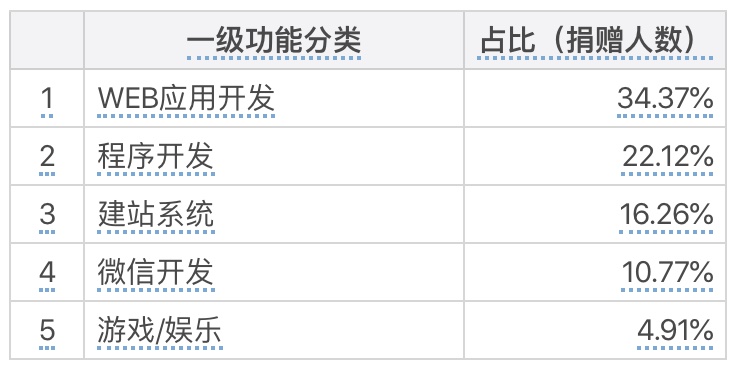 一级功能分类 占比（捐赠人数）
1 WEB应用开发 34.37%
2 程序开发 22.12%
3 建站系统 16.26%
4 微信开发 10.77%
5 游戏/娱乐 4.91%